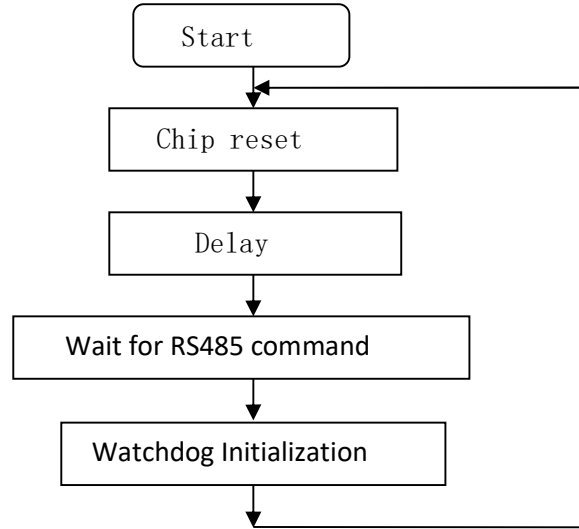 Start
Chip reset
Delay
Wait for RS485 command
Watchdog Initialization